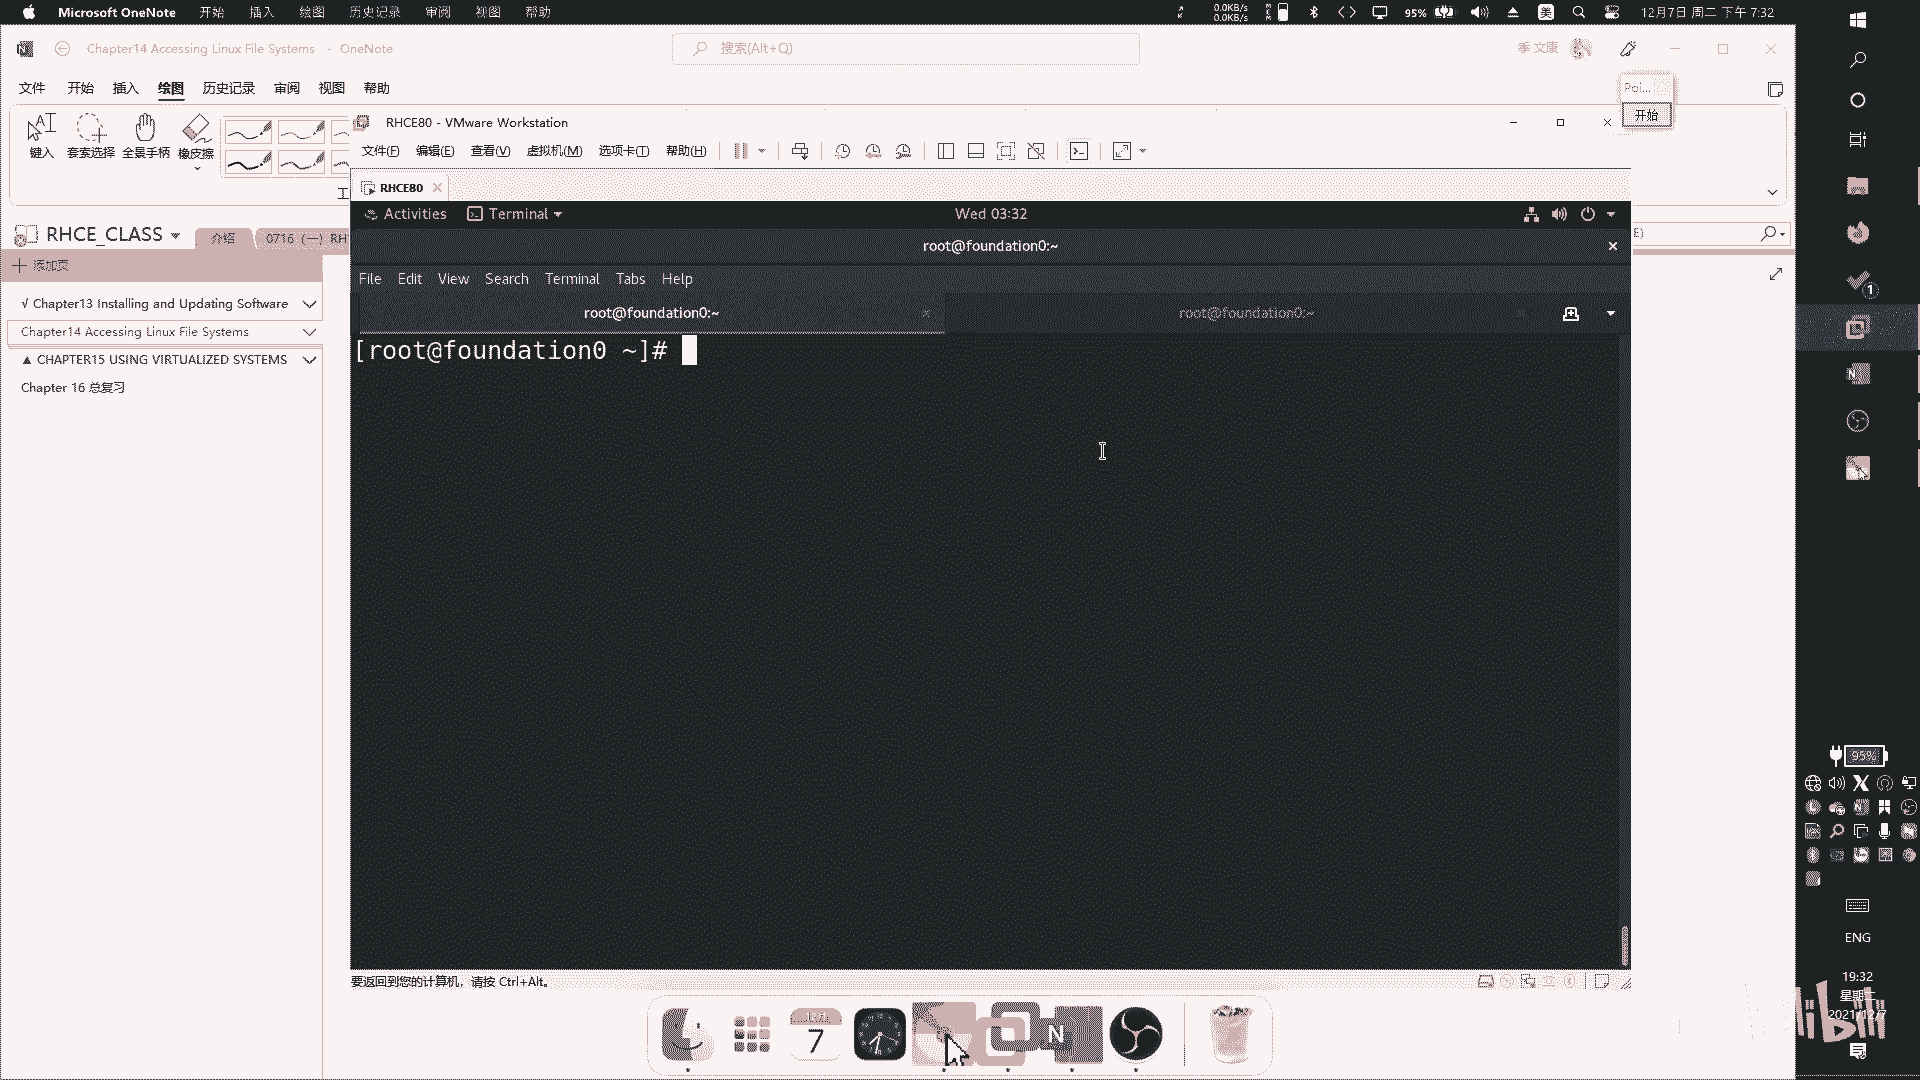 Microsoft OneNote 开始 插入 绘图 历史记录 审阅 视图 帮助
0.0KB/s
0.0KB/s
95%
美
12月7日 周二 下午 7:32
Chapter14 Accessing Linux File Systems - OneNote
搜索(Alt+Q)
季 文康
文件 开始 插入 绘图 历史记录 审阅 视图 帮助
Poi...
开始
键入 套索选择 全景手柄 橡皮擦
RHCE80 - VMware Workstation
文件(F) 编辑(E) 查看(V) 虚拟机(M) 选项卡(T) 帮助(H)
RHCE80
Activities Terminal Wed 03:32
RHCE_CLASS 介绍 0716 (一) RH
E)
root@foundation0:~
添加页
File Edit View Search Terminal Tabs Help
√ Chapter13 Installing and Updating Software
Chapter14 Accessing Linux File Systems
▲ CHAPTER15 USING VIRTUALIZED SYSTEMS
Chapter 16 总复习
root@foundation0:~ root@foundation0:~
[root@foundation0 ~]#
要返回到您的计算机，请按 Ctrl+Alt。
1
95%
ENG
19:32
2021/12/7
7
N